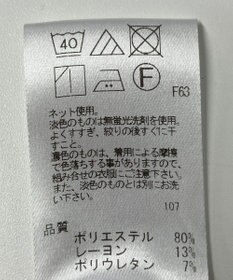 40
F
F63
ネット使用。
淡色のものは無蛍光洗剤を使用。
よくすすぎ、絞りの後すぐに干
すこと。
濃色のものは、着用による摩擦
で色落ちする事がありますので、
組み合せの衣類にご注意下さい。
また、淡色のものとは別にお洗
い下さい。
107
品質
ポリエステル 80%
レーヨン 13%
ポリウレタン 7%